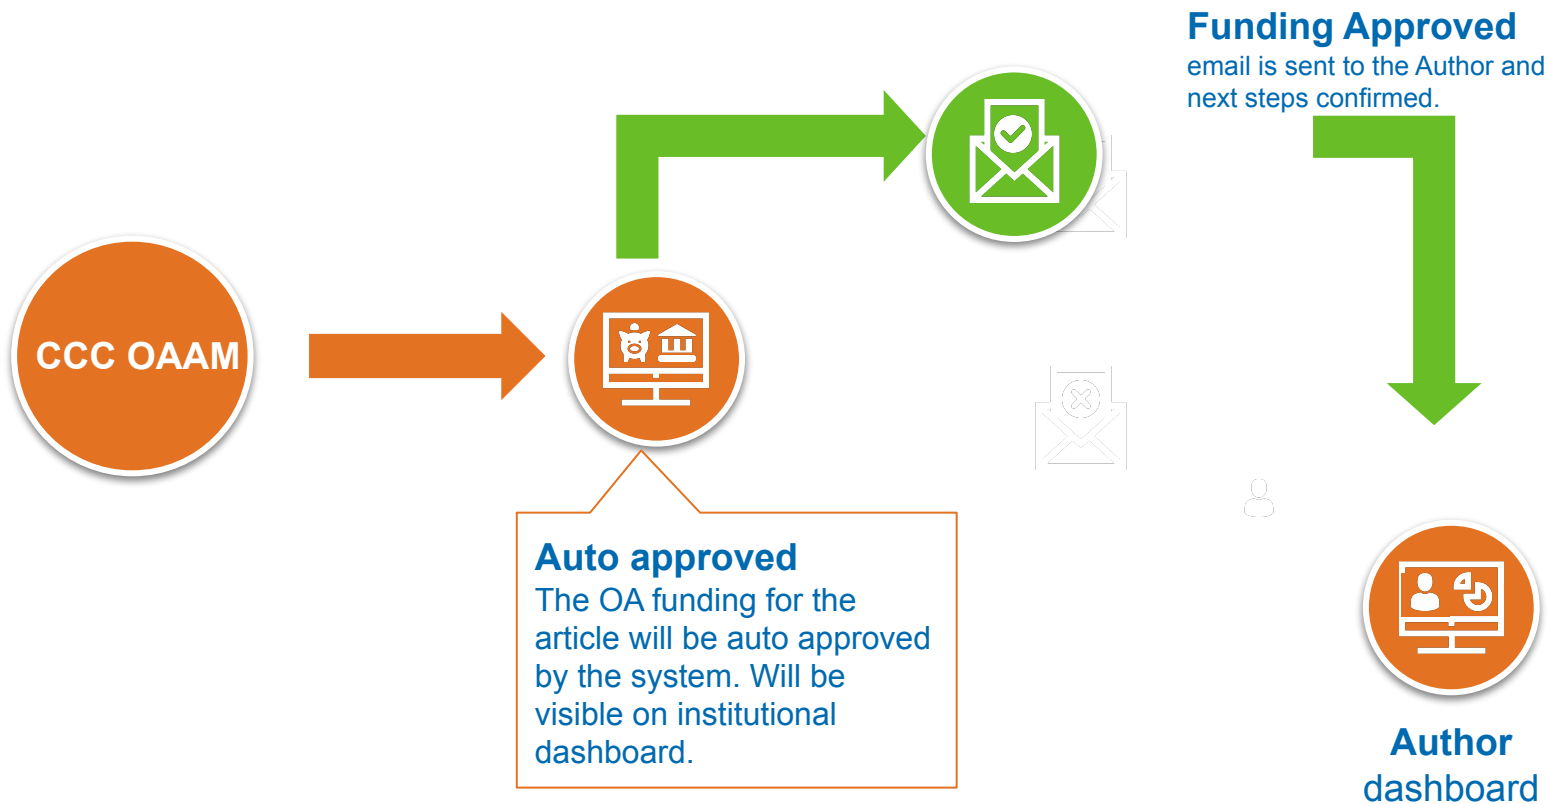 Funding Approved
email is sent to the Author and
next steps confirmed.
CCC OAAM
Auto approved
The OA funding for the
article will be auto approved
by the system. Will be
visible on institutional
dashboard.
Author
dashboard